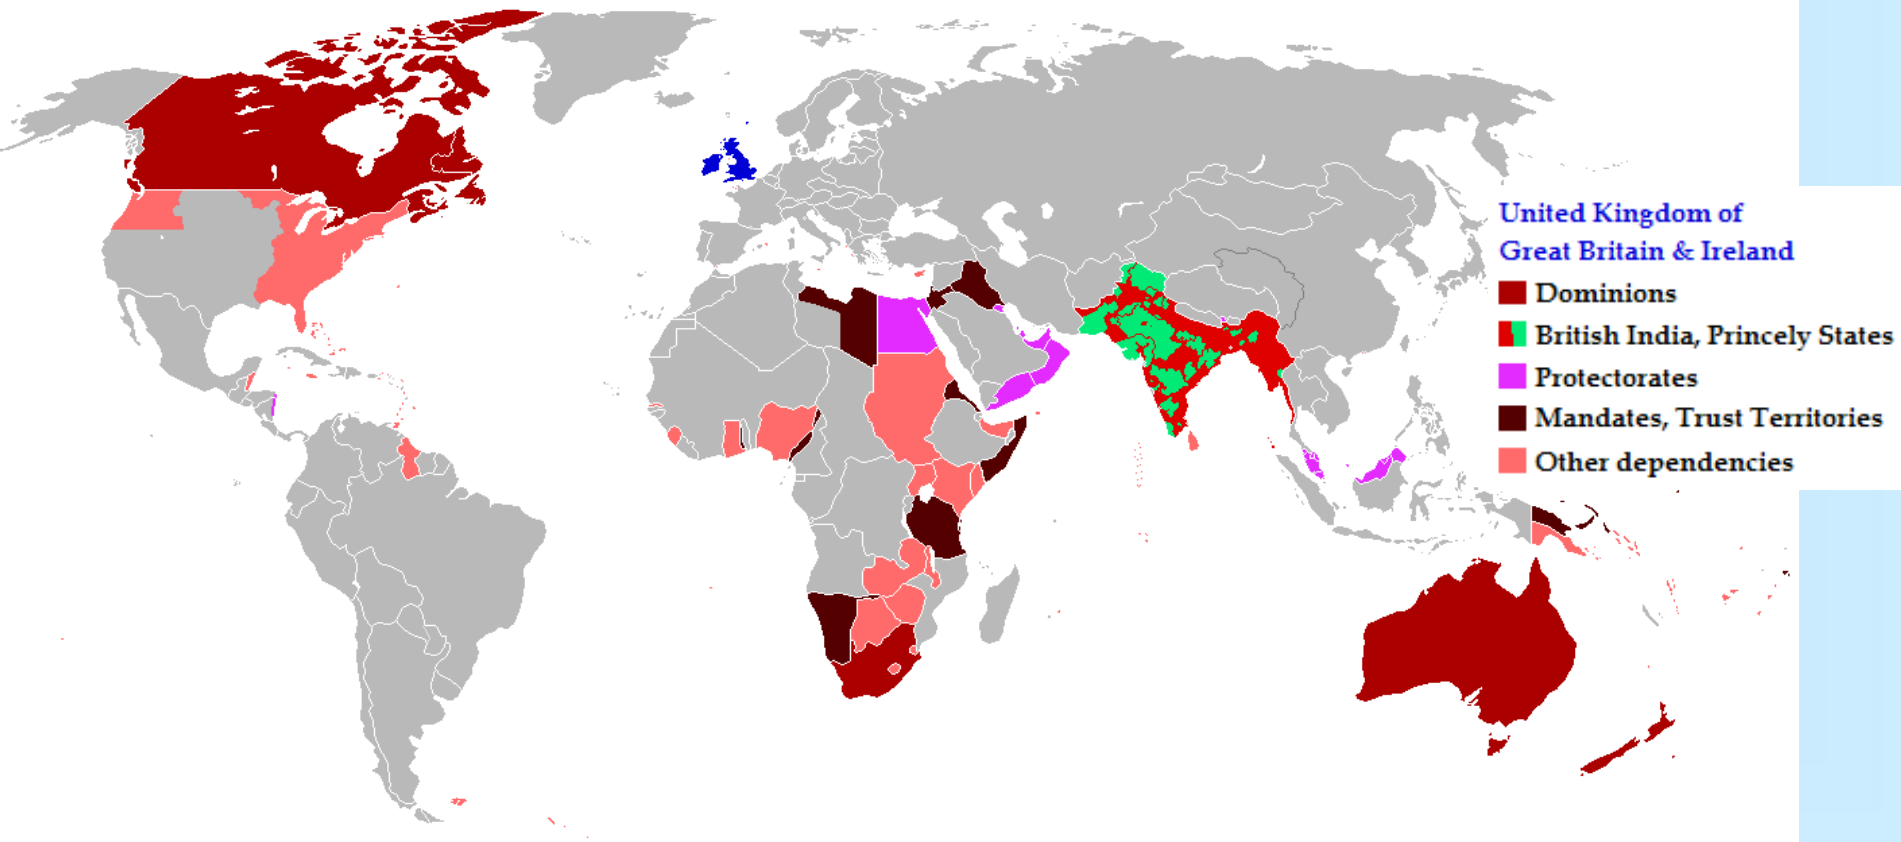 United Kingdom of
Great Britain & Ireland
Dominions
British India, Princely States
Protectorates
Mandates, Trust Territories
Other dependencies